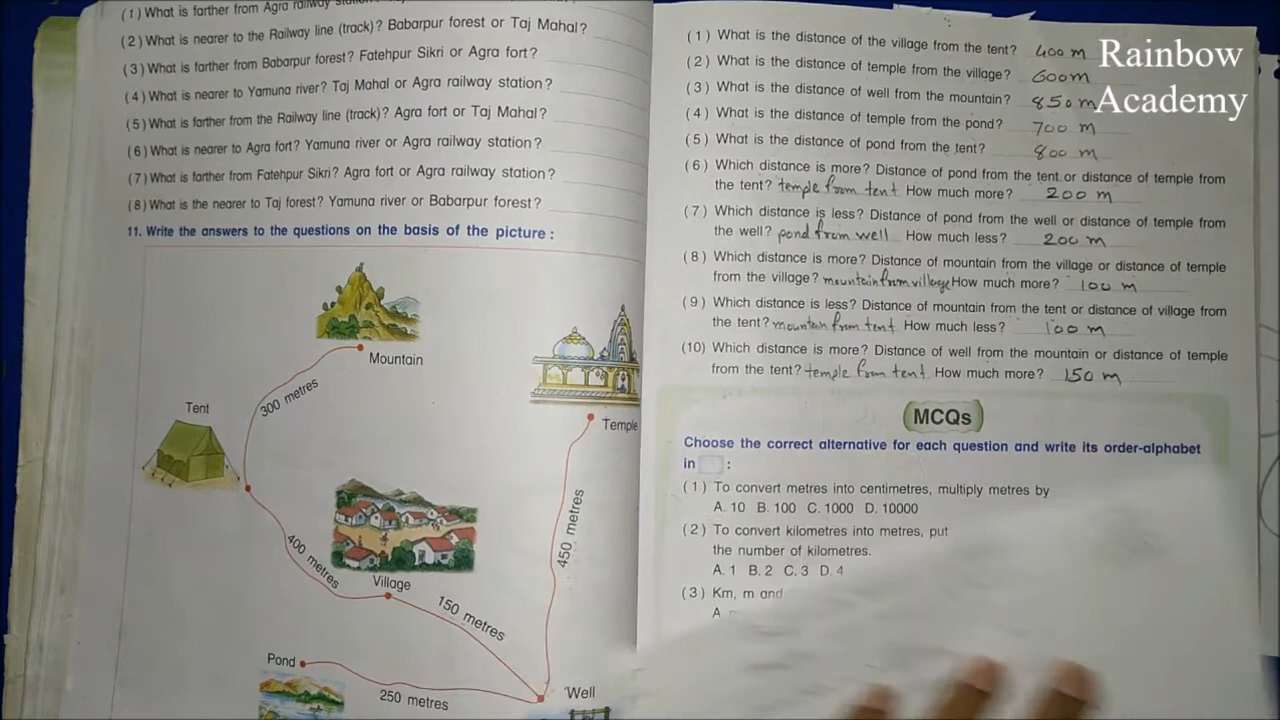 (1) What is farther from Agra railway
(2) What is nearer to the Railway line (track)? Babarpur forest or Taj Mahal?
(3) What is farther from Babarpur forest? Fatehpur Sikri or Agra fort?
(4) What is nearer to Yamuna river? Taj Mahal or Agra railway station?
(5) What is farther from the Railway line (track)? Agra fort or Taj Mahal?
(6) What is nearer to Agra fort? Yamuna river or Agra railway station?
(7) What is farther from Fatehpur Sikri? Agra fort or Agra railway station?
(8) What is the nearer to Taj forest? Yamuna river or Babarpur forest?
11. Write the answers to the questions on the basis of the picture :
Mountain
300 metres
Tent
Temple
450 metres
400 metres
Village
150 metres
Pond
250 metres
Well
(1) What is the distance of the village from the tent? 400 m
(2) What is the distance of temple from the village? 600m
(3) What is the distance of well from the mountain? 850 m
(4) What is the distance of temple from the pond? 700 m
(5) What is the distance of pond from the tent? 800 m
(6) Which distance is more? Distance of pond from the tent or distance of temple from
the tent? temple from tent How much more? 200 m
(7) Which distance is less? Distance of pond from the well or distance of temple from
the well? pond from well How much less? 200 m
(8) Which distance is more? Distance of mountain from the village or distance of temple
from the village? mountain from village How much more? 100 m
(9) Which distance is less? Distance of mountain from the tent or distance of village from
the tent? mountain from tent How much less? 100 m
(10) Which distance is more? Distance of well from the mountain or distance of temple
from the tent? temple from tent How much more? 150 m
MCQs
Choose the correct alternative for each question and write its order-alphabet
in :
(1) To convert metres into centimetres, multiply metres by
A. 10 B. 100 C. 1000 D. 10000
(2) To convert kilometres into metres, put
the number of kilometres.
A. 1 B. 2 C. 3 D. 4
(3) Km, m and
A
Rainbow
Academy